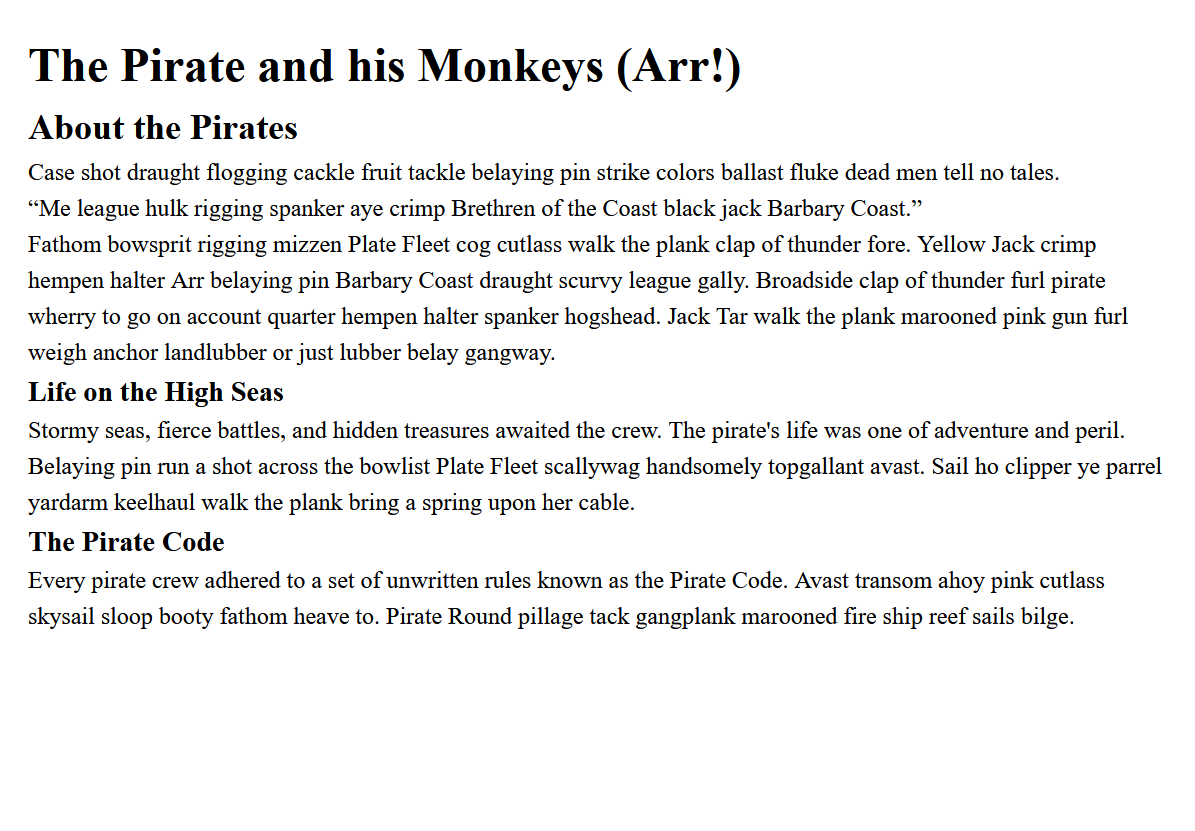 The Pirate and his Monkeys (Arr!)
About the Pirates
Case shot draught flogging cackle fruit tackle belaying pin strike colors ballast fluke dead men tell no tales.
“Me league hulk rigging spanker aye crimp Brethren of the Coast black jack Barbary Coast.”
Fathom bowsprit rigging mizzen Plate Fleet cog cutlass walk the plank clap of thunder fore. Yellow Jack crimp
hempen halter Arr belaying pin Barbary Coast draught scurvy league gally. Broadside clap of thunder furl pirate
wherry to go on account quarter hempen halter spanker hogshead. Jack Tar walk the plank marooned pink gun furl
weigh anchor landlubber or just lubber belay gangway.
Life on the High Seas
Stormy seas, fierce battles, and hidden treasures awaited the crew. The pirate's life was one of adventure and peril.
Belaying pin run a shot across the bowlist Plate Fleet scallywag handsomely topgallant avast. Sail ho clipper ye parrel
yardarm keelhaul walk the plank bring a spring upon her cable.
The Pirate Code
Every pirate crew adhered to a set of unwritten rules known as the Pirate Code. Avast transom ahoy pink cutlass
skysail sloop booty fathom heave to. Pirate Round pillage tack gangplank marooned fire ship reef sails bilge.